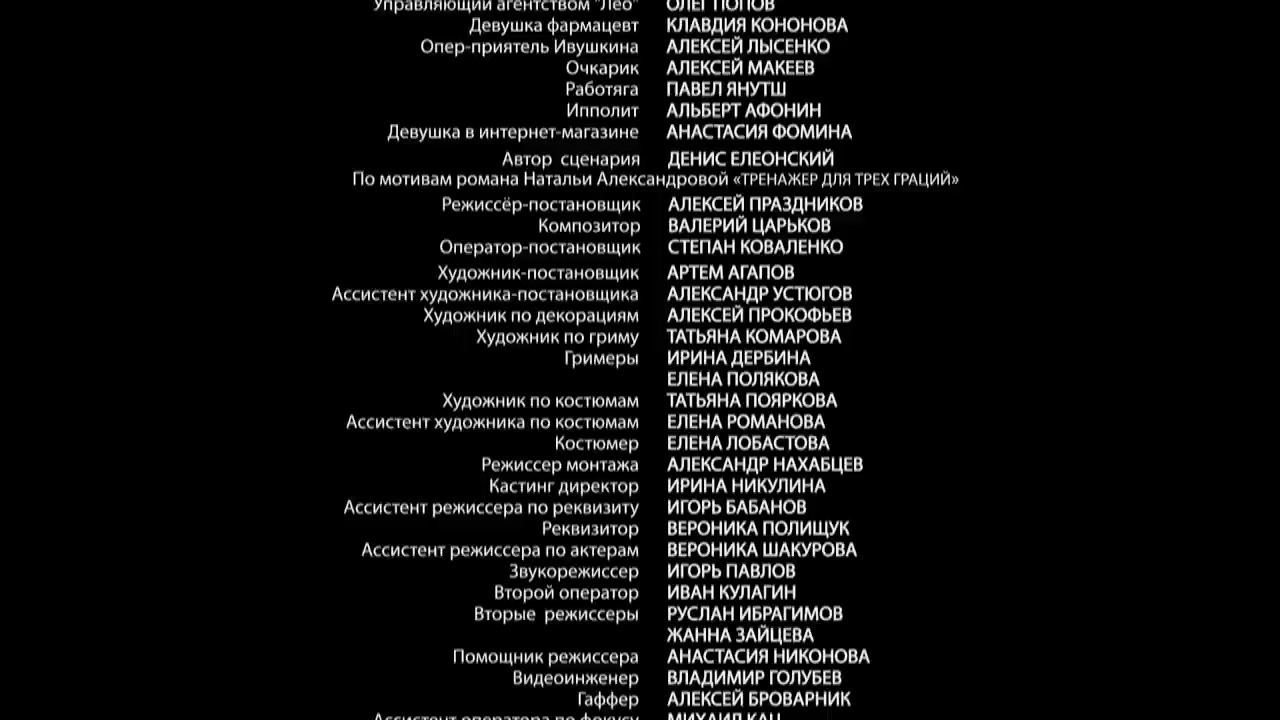 Управляющий агентством "Лео" ОЛЕГ ПОПОВ
Девушка фармацевт КЛАВДИЯ КОНОНОВА
Опер-приятель Ивушкина АЛЕКСЕЙ ЛЫСЕНКО
Очкарик АЛЕКСЕЙ МАКЕЕВ
Работяга ПАВЕЛ ЯНУТШ
Ипполит АЛЬБЕРТ АФОНИН
Девушка в интернет-магазине АНАСТАСИЯ ФОМИНА
Автор сценария ДЕНИС ЕЛЕОНСКИЙ
По мотивам романа Натальи Александровой «ТРЕНАЖЕР ДЛЯ ТРЕХ ГРАЦИЙ»
Режиссёр-постановщик АЛЕКСЕЙ ПРАЗДНИКОВ
Композитор ВАЛЕРИЙ ЦАРЬКОВ
Оператор-постановщик СТЕПАН КОВАЛЕНКО
Художник-постановщик АРТЕМ АГАПОВ
Ассистент художника-постановщика АЛЕКСАНДР УСТЮГОВ
Художник по декорациям АЛЕКСЕЙ ПРОКОФЬЕВ
Художник по гриму ТАТЬЯНА КОМАРОВА
Гримеры ИРИНА ДЕРБИНА
ЕЛЕНА ПОЛЯКОВА
Художник по костюмам ТАТЬЯНА ПОЯРКОВА
Ассистент художника по костюмам ЕЛЕНА РОМАНОВА
Костюмер ЕЛЕНА ЛОБАСТОВА
Режиссер монтажа АЛЕКСАНДР НАХАБЦЕВ
Кастинг директор ИРИНА НИКУЛИНА
Ассистент режиссера по реквизиту ИГОРЬ БАБАНОВ
Реквизитор ВЕРОНИКА ПОЛИЩУК
Ассистент режиссера по актерам ВЕРОНИКА ШАКУРОВА
Звукорежиссер ИГОРЬ ПАВЛОВ
Второй оператор ИВАН КУЛАГИН
Вторые режиссеры РУСЛАН ИБРАГИМОВ
ЖАННА ЗАЙЦЕВА
Помощник режиссера АНАСТАСИЯ НИКОНОВА
Видеоинженер ВЛАДИМИР ГОЛУБЕВ
Гаффер АЛЕКСЕЙ БРОВАРНИК
Ассистент оператора по фокусу МИХАИЛ КАЦ